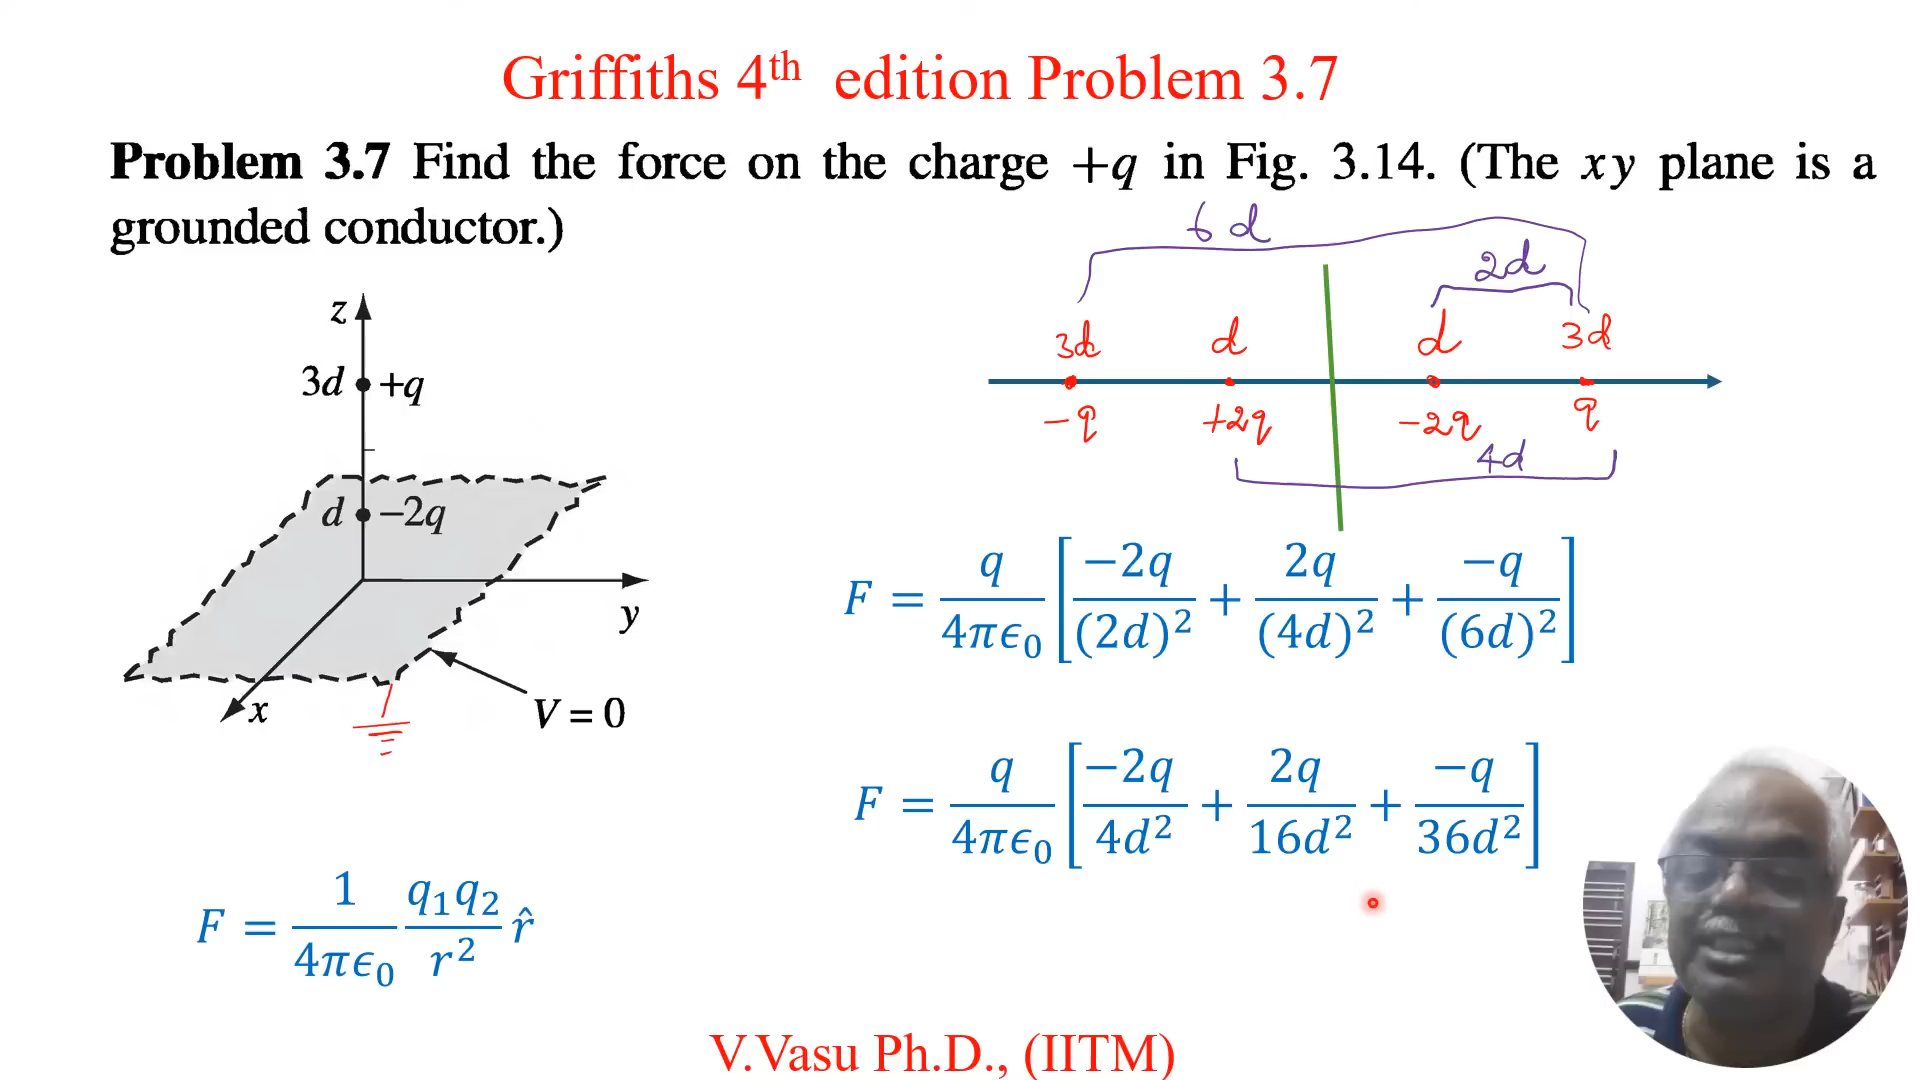 Griffiths 4th edition Problem 3.7
Problem 3.7 Find the force on the charge +q in Fig. 3.14. (The xy plane is a
grounded conductor.)
z
3d +q
d −2q
y
x
V = 0
6d
2d
3d d d 3d
−q +2q −2q q
4d
F = q/4πϵ₀ [−2q/(2d)² + 2q/(4d)² + −q/(6d)²]
F = q/4πϵ₀ [−2q/4d² + 2q/16d² + −q/36d²]
F = 1/4πϵ₀ q₁q₂/r² r̂
V.Vasu Ph.D., (IITM)